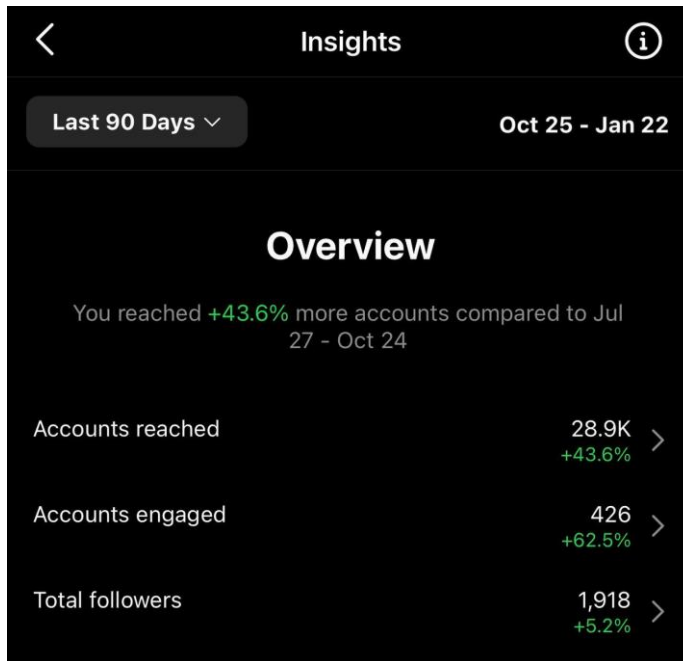 Insights
Last 90 Days
Oct 25 - Jan 22
Overview
You reached +43.6% more accounts compared to Jul
27 - Oct 24
Accounts reached
28.9K
+43.6%
Accounts engaged
426
+62.5%
Total followers
1,918
+5.2%